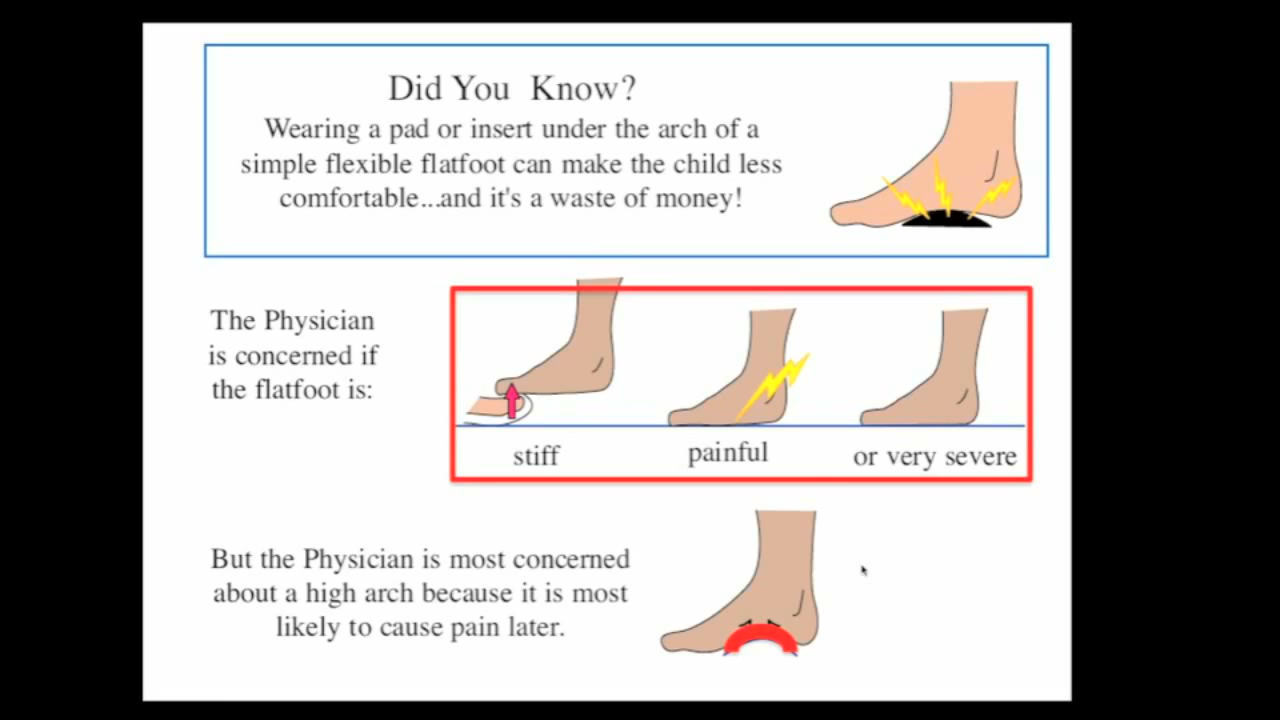 Did You Know?
Wearing a pad or insert under the arch of a
simple flexible flatfoot can make the child less
comfortable...and it's a waste of money!
The Physician
is concerned if
the flatfoot is:
stiff
painful
or very severe
But the Physician is most concerned
about a high arch because it is most
likely to cause pain later.